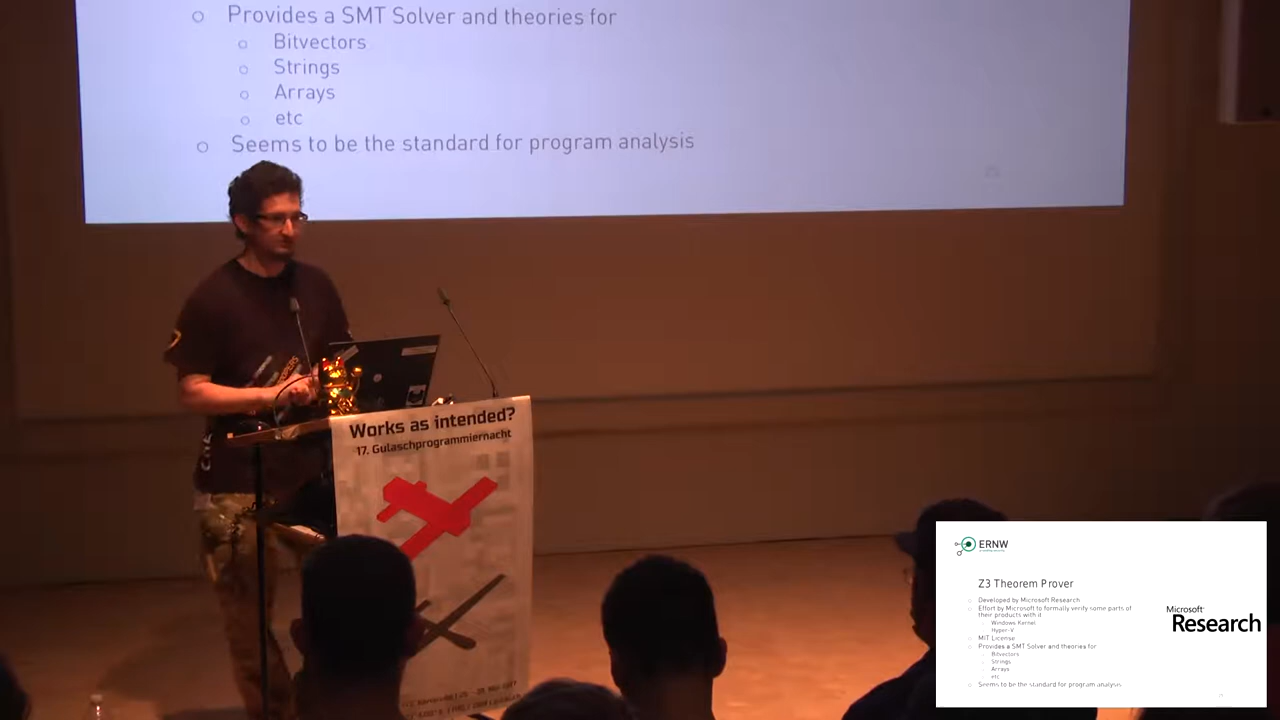 Provides a SMT Solver and theories for
Bitvectors
Strings
Arrays
etc
Seems to be the standard for program analysis
Works as intended?
17. Gulaschprogrammiernacht
ERNW
Z3 Theorem Prover
Developed by Microsoft Research
Effort by Microsoft to formally verify some parts of
their products with it
Windows Kernel
Hyper-V
MIT License
Provides a SMT Solver and theories for
Bitvectors
Strings
Arrays
etc
Seems to be the standard for program analysis
Microsoft
Research